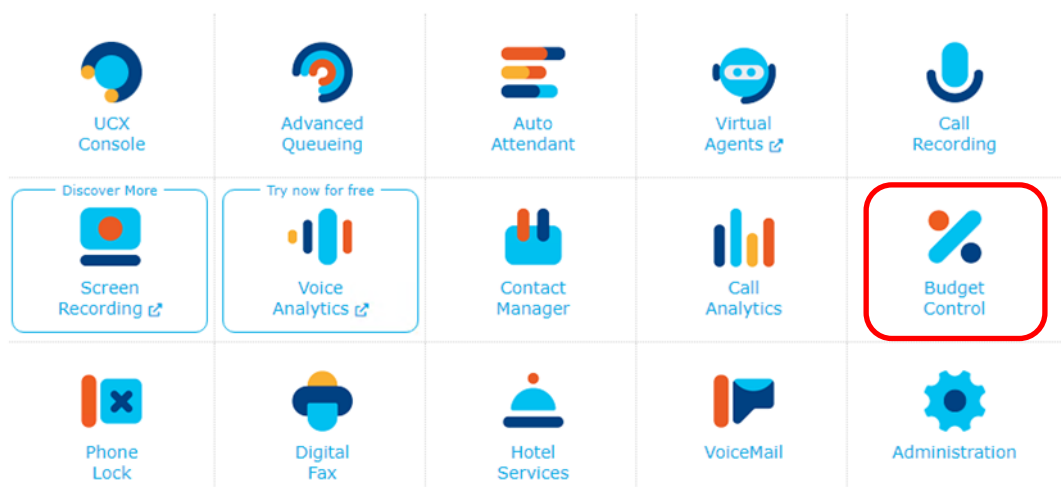 UCX
Console
Advanced
Queueing
Auto
Attendant
Virtual
Agents
Call
Recording
Discover More
Screen
Recording
Try now for free
Voice
Analytics
Contact
Manager
Call
Analytics
Budget
Control
Phone
Lock
Digital
Fax
Hotel
Services
VoiceMail
Administration